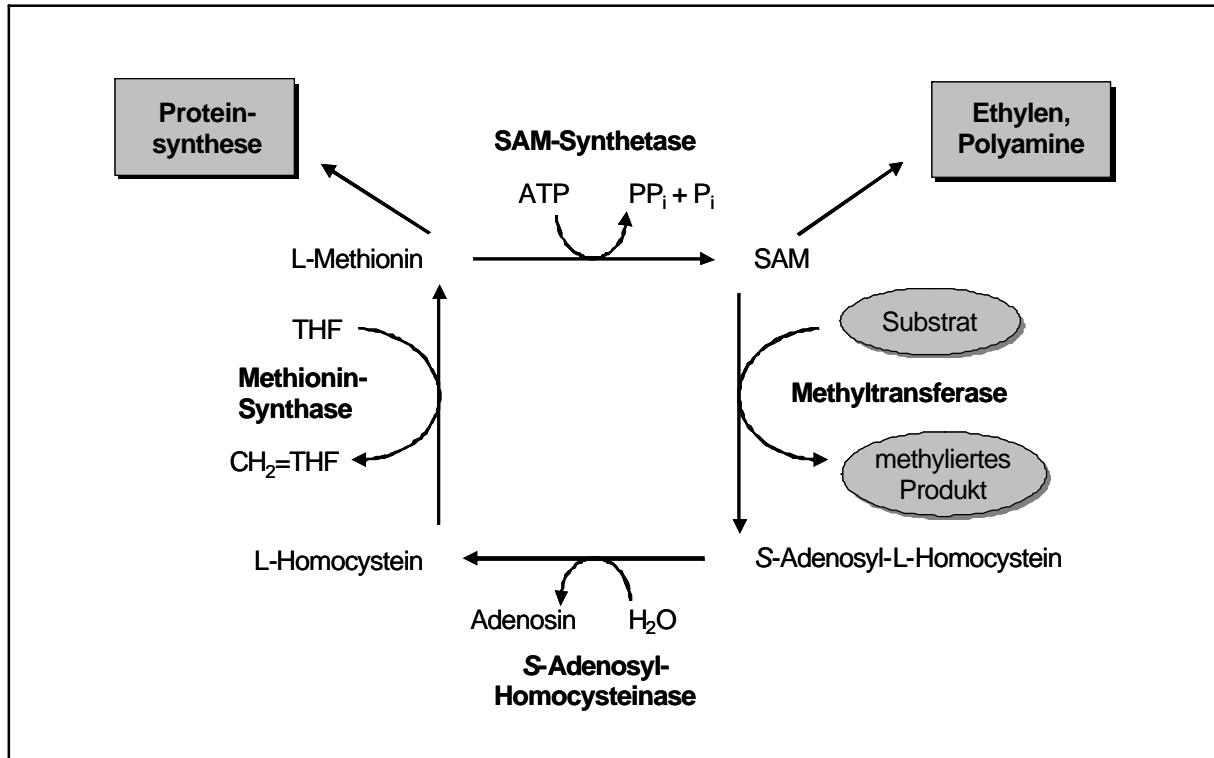 Protein-
synthese
SAM-Synthetase
Ethylen,
Polyamine
ATP
PPi + Pi
L-Methionin
SAM
THF
Substrat
Methionin-
Synthase
Methyltransferase
CH2=THF
methyliertes
Produkt
L-Homocystein
S-Adenosyl-L-Homocystein
Adenosin
H2O
S-Adenosyl-
Homocysteinase